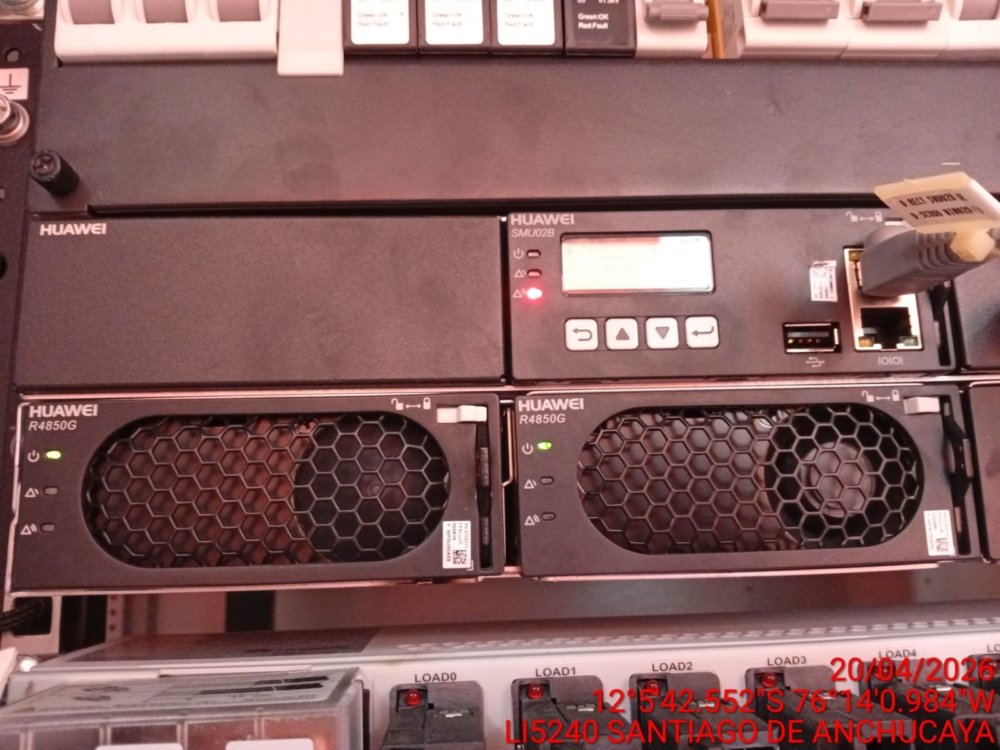 Green:OK
Red:Fault
Green:OK
Red:Fault
Green:OK
Red:Fault
Green:OK
Red:Fault
HUAWEI
HUAWEI
SMU02B
D:RECT SMU02B
HUAWEI
R4850G
HUAWEI
R4850G
LOAD0
LOAD1
LOAD2
LOAD3
LOAD4
20/04/2026
12°5'42.552"S 76°14'0.984"W
LI5240 SANTIAGO DE ANCHUCAYA